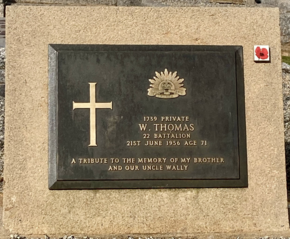 1759 PRIVATE
W. THOMAS
22 BATTALION
21ST JUNE 1956 AGE 71
A TRIBUTE TO THE MEMORY OF MY BROTHER
AND OUR UNCLE WALLY